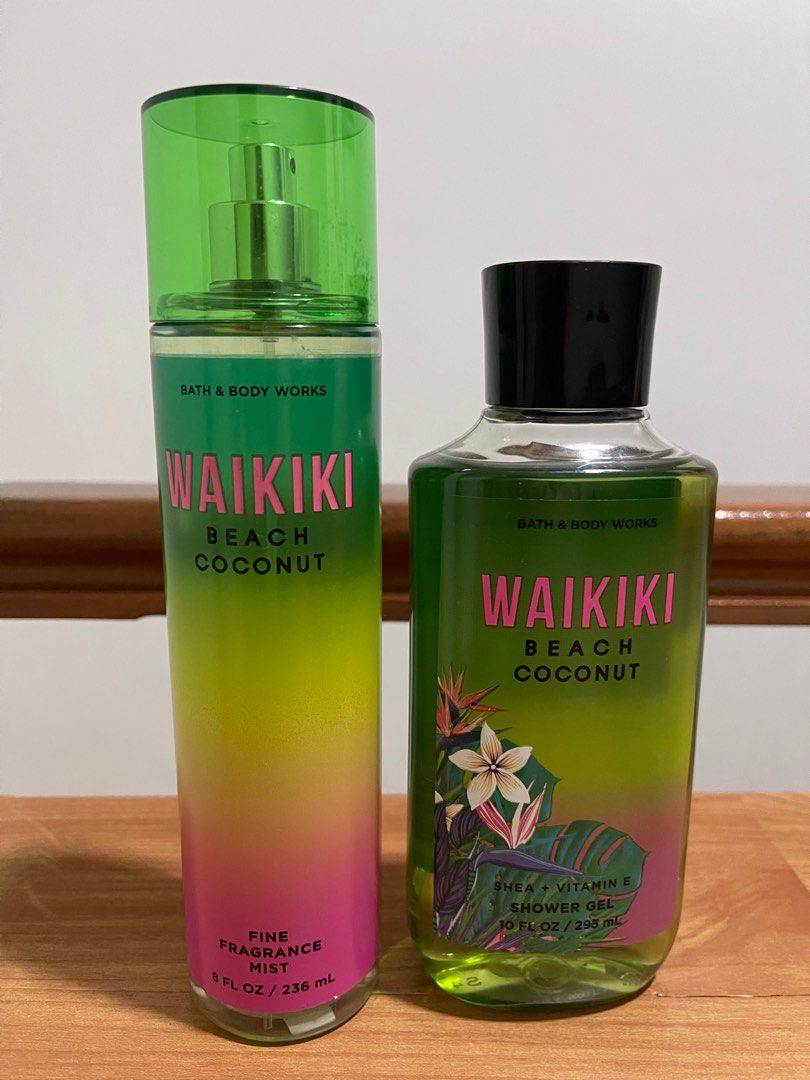 BATH & BODY WORKS
WAIKIKI
BEACH
COCONUT
FINE
FRAGRANCE
MIST
8 FL OZ / 236 mL
BATH & BODY WORKS
WAIKIKI
BEACH
COCONUT
SHEA + VITAMIN E
SHOWER GEL
10 FL OZ / 295 mL